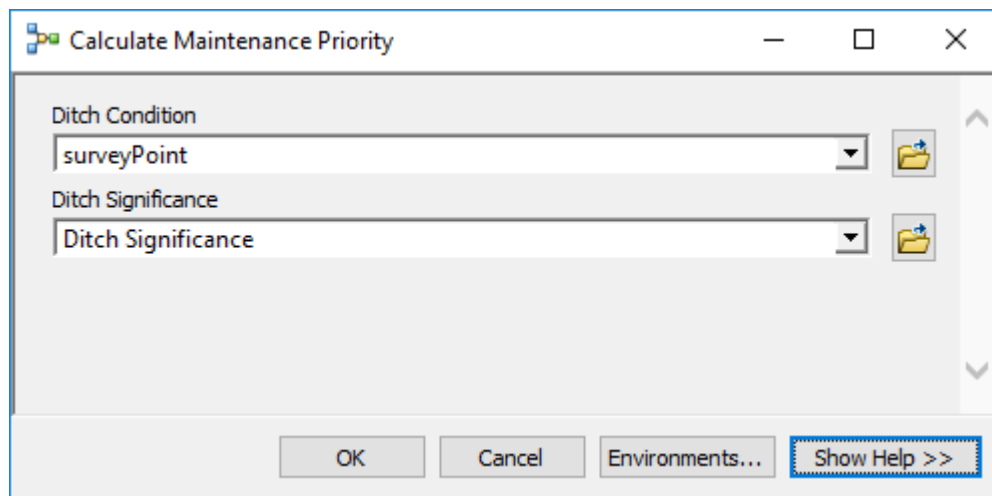 Calculate Maintenance Priority
Ditch Condition
surveyPoint
Ditch Significance
Ditch Significance
OK Cancel Environments... Show Help >>